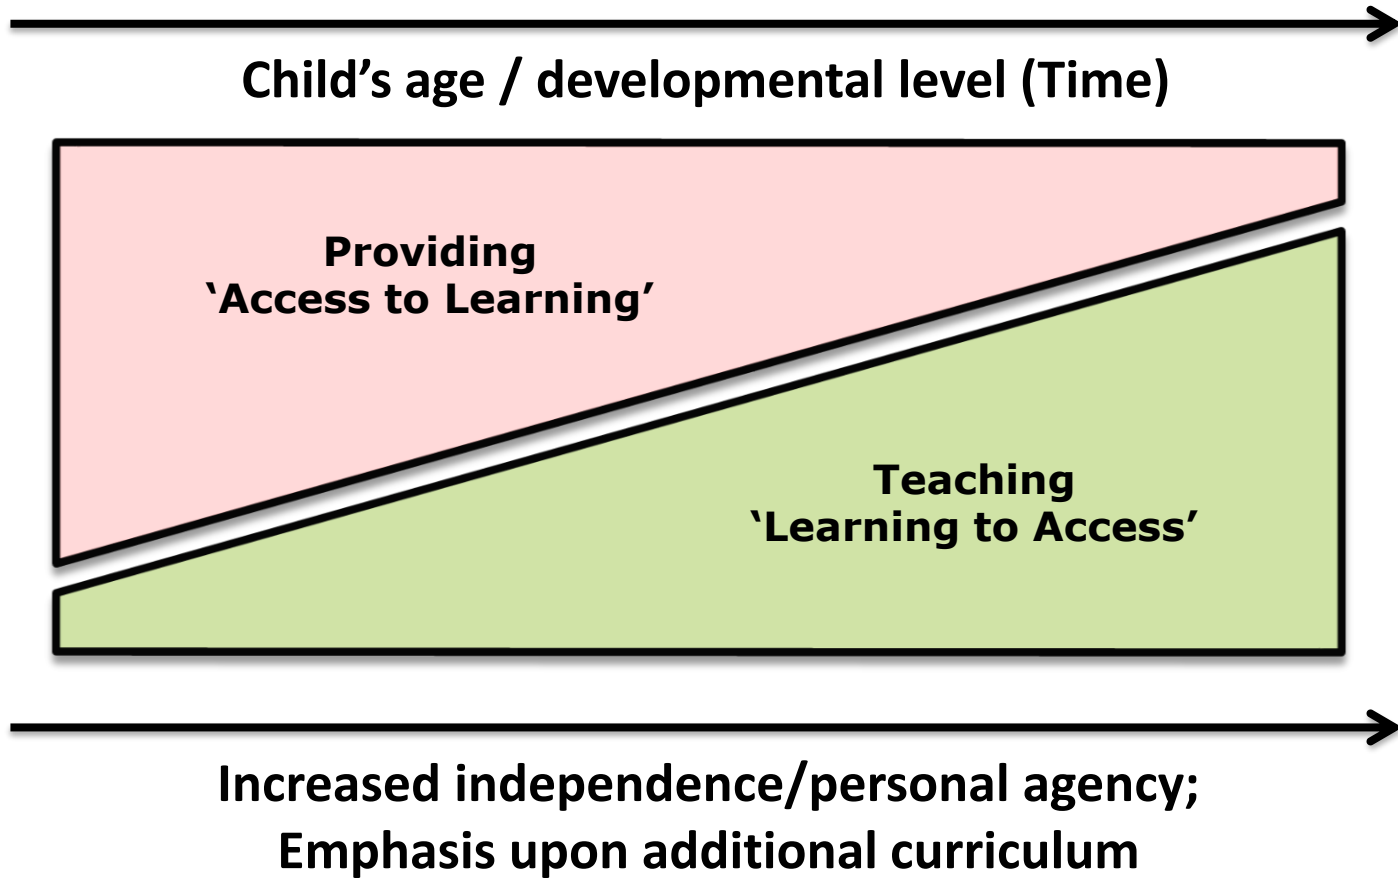 Child’s age / developmental level (Time)
Providing
‘Access to Learning’
Teaching
‘Learning to Access’
Increased independence/personal agency;
Emphasis upon additional curriculum